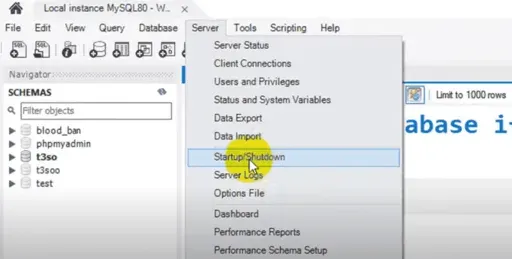 Local instance MySQL80 - W...
File Edit View Query Database Server Tools Scripting Help
Navigator
SCHEMAS
Filter objects
blood_ban
phpmyadmin
t3so
t3soo
test
Server Status
Client Connections
Users and Privileges
Status and System Variables
Data Export
Data Import
Startup/Shutdown
Server Logs
Options File
Dashboard
Performance Reports
Performance Schema Setup
Limit to 1000 rows
abase i